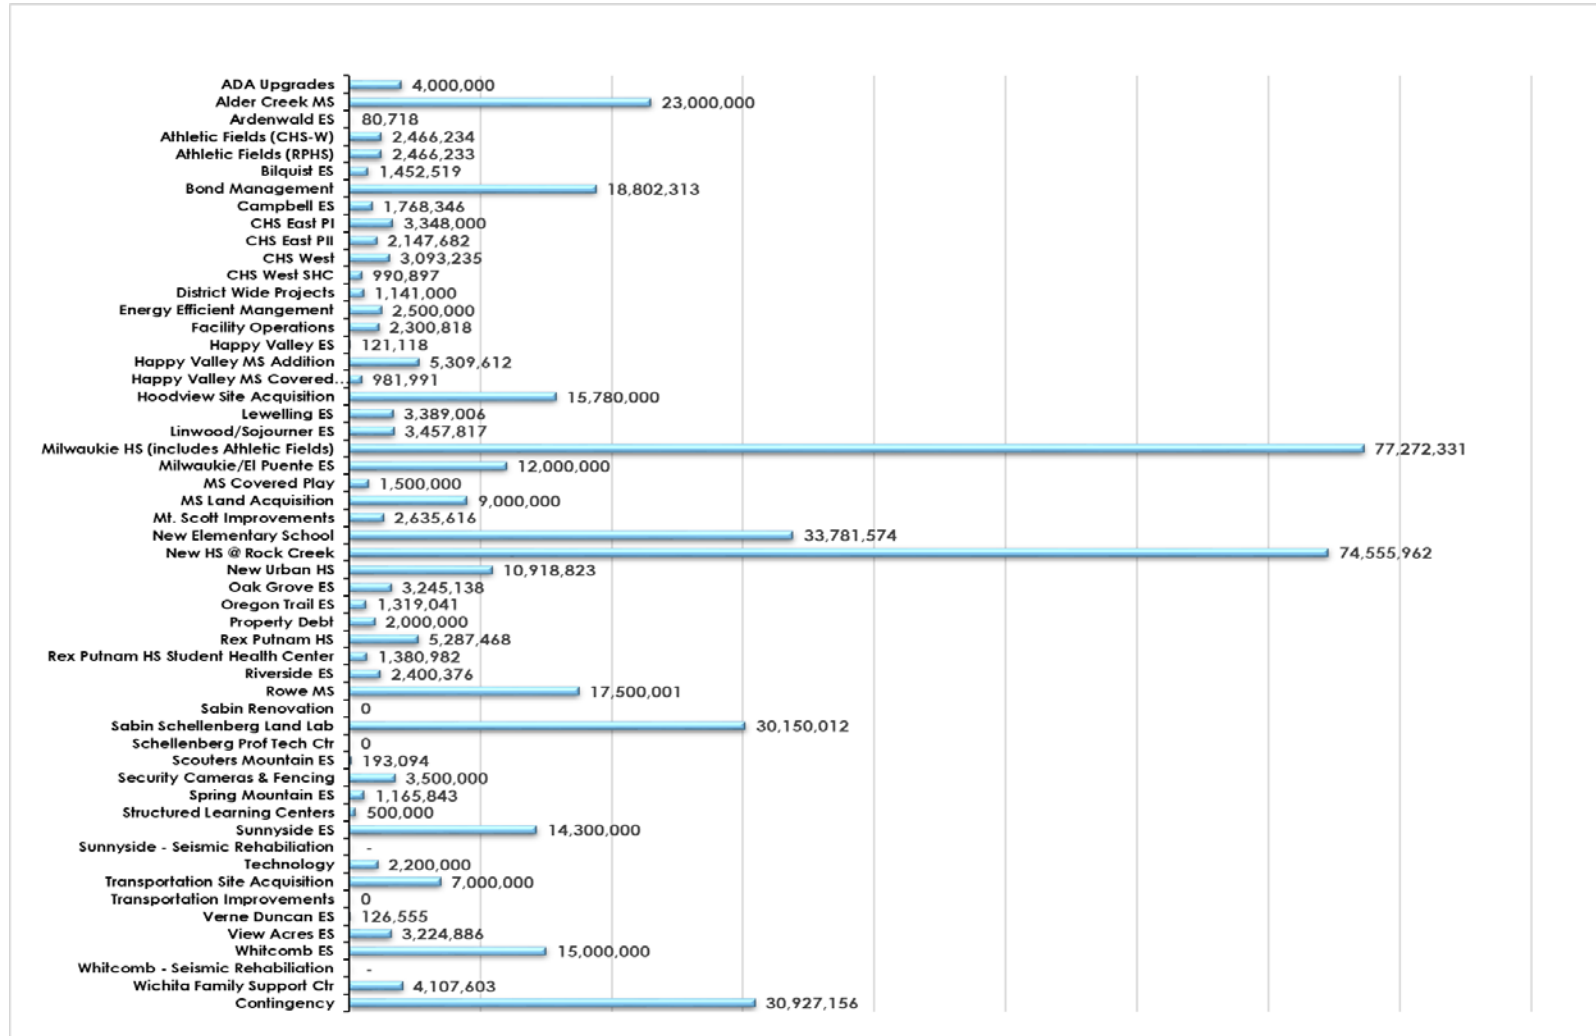 ADA Upgrades 4,000,000
Alder Creek MS 23,000,000
Ardenwald ES 80,718
Athletic Fields (CHS-W) 2,466,234
Athletic Fields (RPHS) 2,466,233
Bilquist ES 1,452,519
Bond Management 18,802,313
Campbell ES 1,768,346
CHS East PI 3,348,000
CHS East PII 2,147,682
CHS West 3,093,235
CHS West SHC 990,897
District Wide Projects 1,141,000
Energy Efficient Mangement 2,500,000
Facility Operations 2,300,818
Happy Valley ES 121,118
Happy Valley MS Addition 5,309,612
Happy Valley MS Covered... 981,991
Hoodview Site Acquisition 15,780,000
Lewelling ES 3,389,006
Linwood/Sojourner ES 3,457,817
Milwaukie HS (includes Athletic Fields) 77,272,331
Milwaukie/El Puente ES 12,000,000
MS Covered Play 1,500,000
MS Land Acquisition 9,000,000
Mt. Scott Improvements 2,635,616
New Elementary School 33,781,574
New HS @ Rock Creek 74,555,962
New Urban HS 10,918,823
Oak Grove ES 3,245,138
Oregon Trail ES 1,319,041
Property Debt 2,000,000
Rex Putnam HS 5,287,468
Rex Putnam HS Student Health Center 1,380,982
Riverside ES 2,400,376
Rowe MS 17,500,001
Sabin Renovation 0
Sabin Schellenberg Land Lab 30,150,012
Schellenberg Prof Tech Ctr 0
Scouters Mountain ES 193,094
Security Cameras & Fencing 3,500,000
Spring Mountain ES 1,165,843
Structured Learning Centers 500,000
Sunnyside ES 14,300,000
Sunnyside - Seismic Rehabiliation -
Technology 2,200,000
Transportation Site Acquisition 7,000,000
Transportation Improvements 0
Verne Duncan ES 126,555
View Acres ES 3,224,886
Whitcomb ES 15,000,000
Whitcomb - Seismic Rehabiliation -
Wichita Family Support Ctr 4,107,603
Contingency 30,927,156